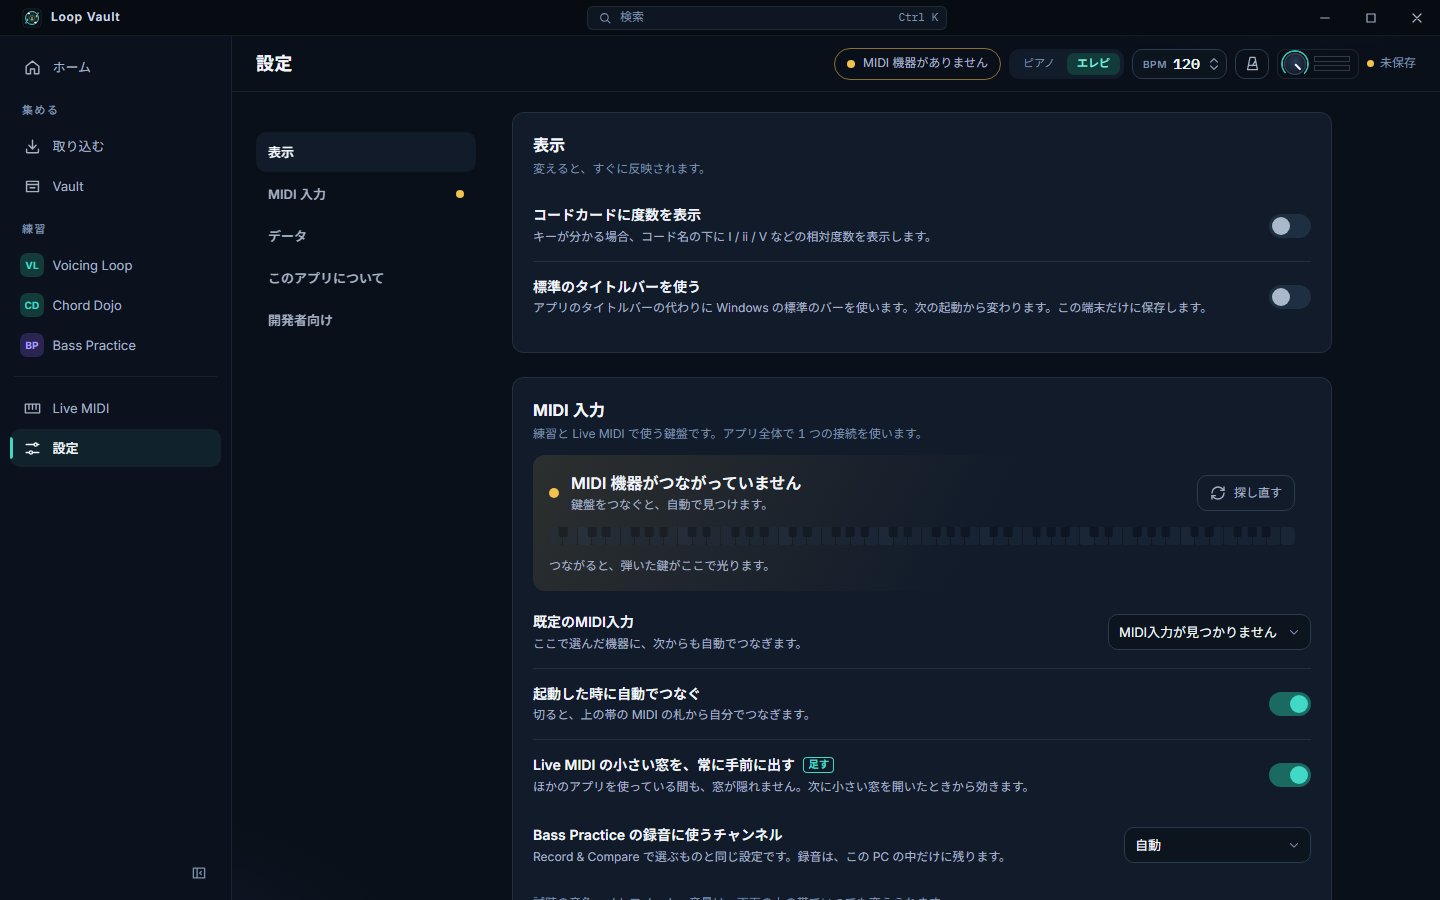 Loop Vault
検索
Ctrl K
ホーム
集める
取り込む
Vault
練習
VL Voicing Loop
CD Chord Dojo
BP Bass Practice
Live MIDI
設定
設定
MIDI 機器がありません
ピアノ
エレピ
BPM 120
未保存
表示
MIDI 入力
データ
このアプリについて
開発者向け
表示
変えると、すぐに反映されます。
コードカードに度数を表示
キーが分かる場合、コード名の下に I / ii / V などの相対度数を表示します。
標準のタイトルバーを使う
アプリのタイトルバーの代わりに Windows の標準のバーを使います。次の起動から変わります。この端末だけに保存します。
MIDI 入力
練習と Live MIDI で使う鍵盤です。アプリ全体で 1 つの接続を使います。
MIDI 機器がつながっていません
鍵盤をつなぐと、自動で見つけます。
探し直す
つながると、弾いた鍵がここで光ります。
既定のMIDI入力
ここで選んだ機器に、次からも自動でつなぎます。
MIDI入力が見つかりません
起動した時に自動でつなぐ
切ると、上の帯の MIDI の札から自分でつなぎます。
Live MIDI の小さい窓を、常に手前に出す 足す
ほかのアプリを使っている間も、窓が隠れません。次に小さい窓を開いたときから効きます。
Bass Practice の録音に使うチャンネル
Record & Compare で選ぶものと同じ設定です。録音は、この PC の中だけに残ります。
自動